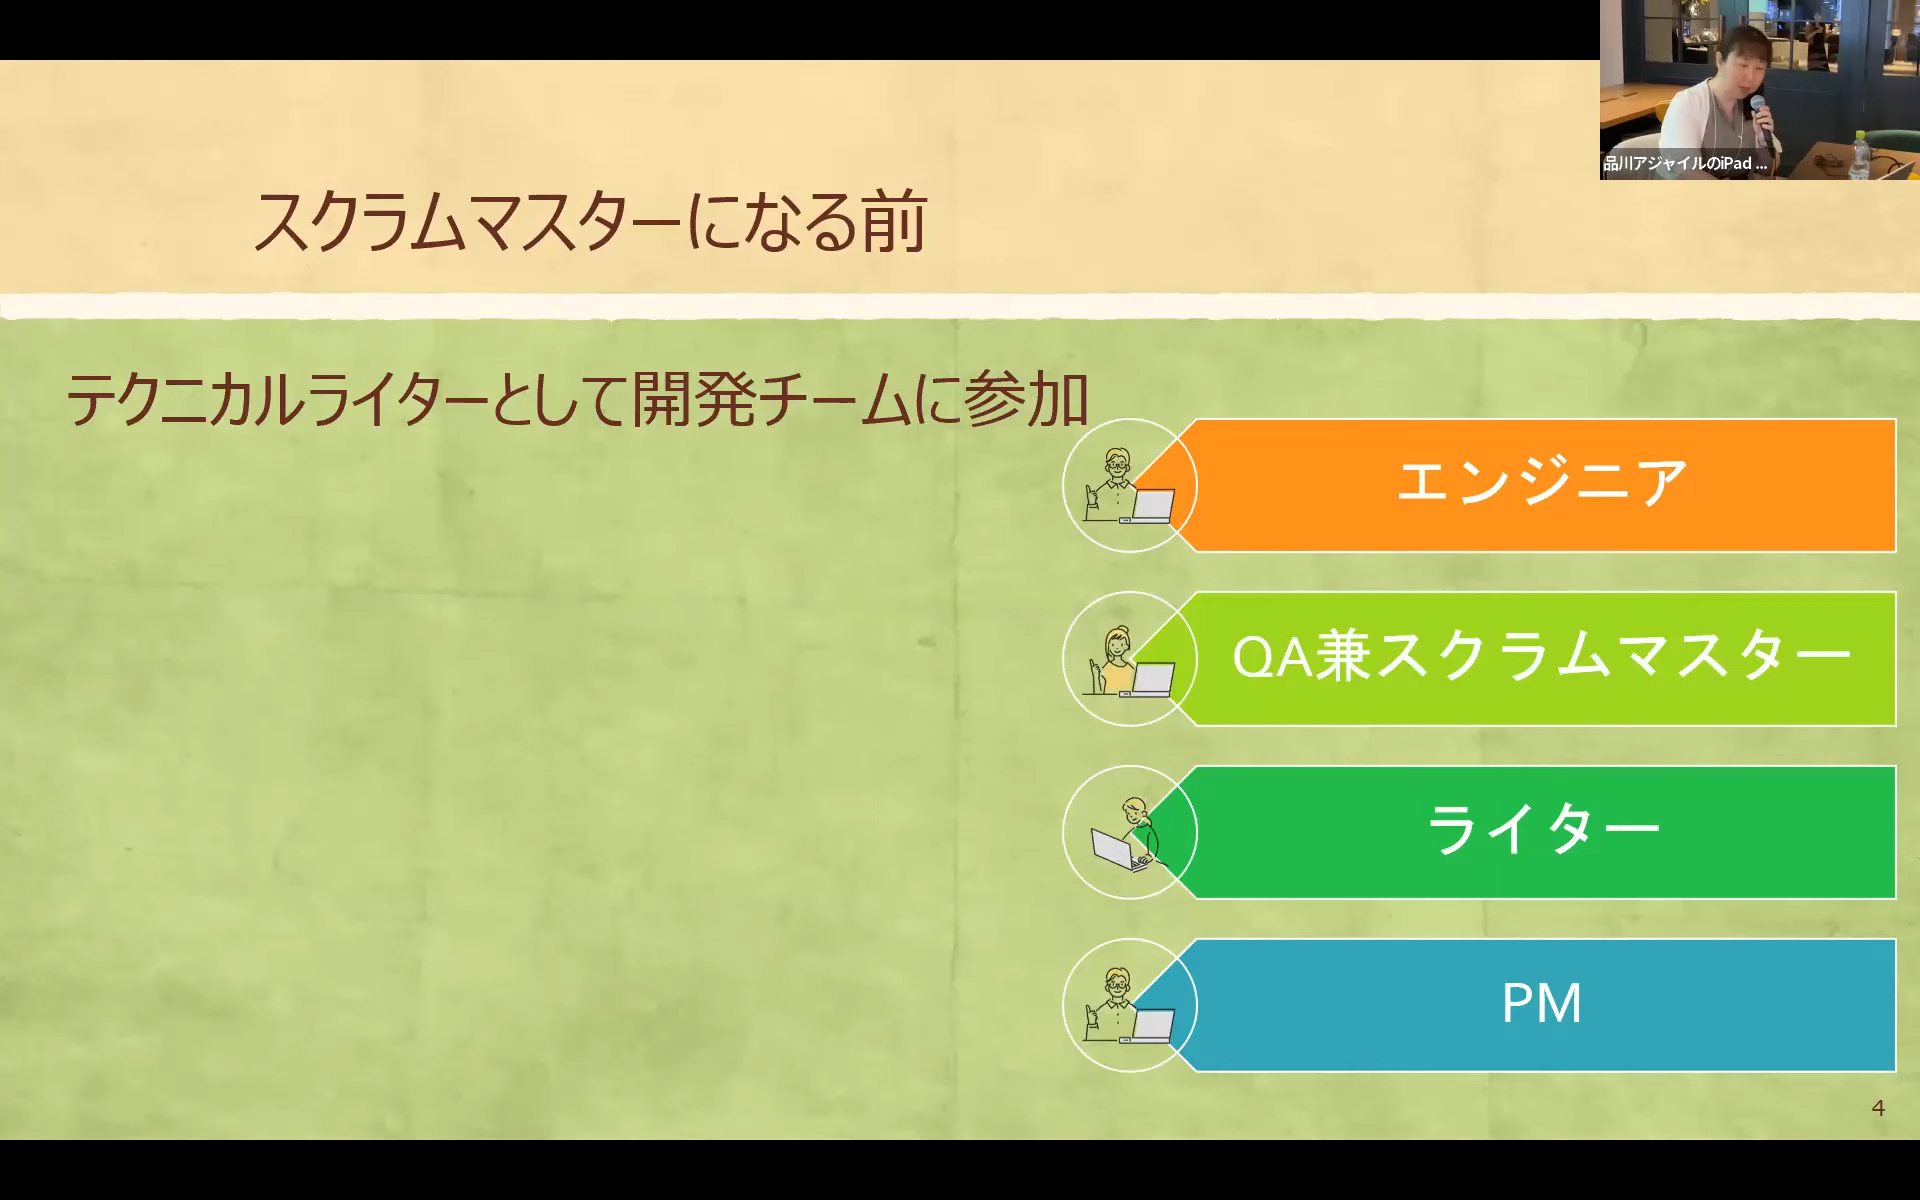 品川アジャイルのiPad ...
スクラムマスターになる前
テクニカルライターとして開発チームに参加
エンジニア
QA兼スクラムマスター
ライター
PM
4